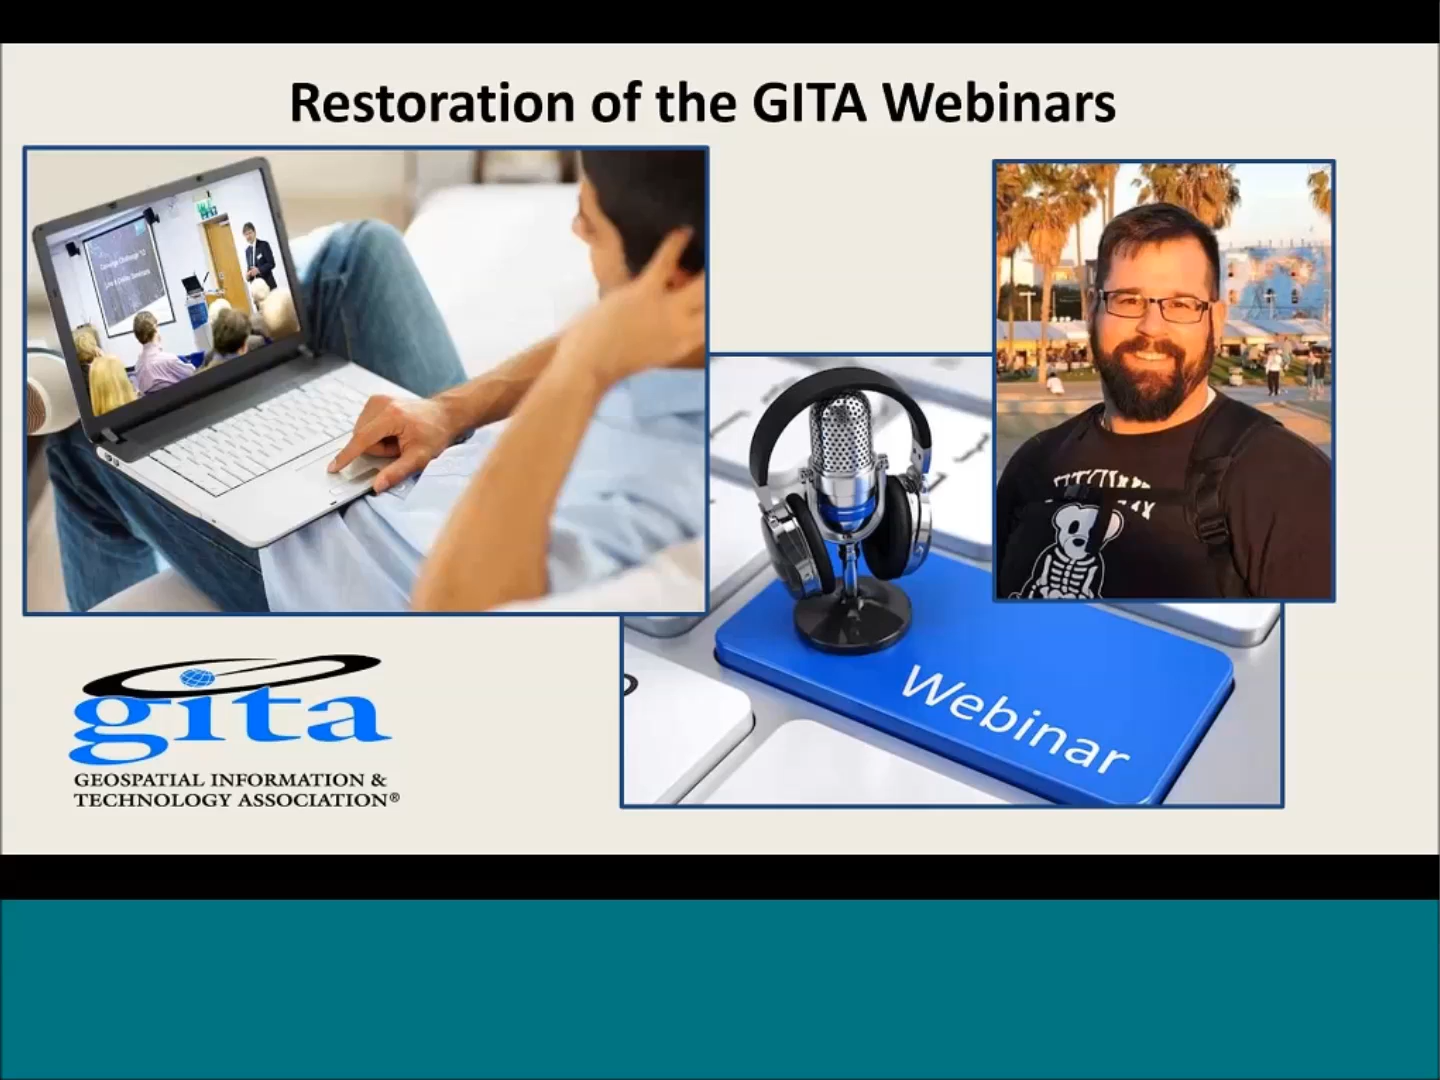 Restoration of the GITA Webinars
Webinar
gita
GEOSPATIAL INFORMATION &
TECHNOLOGY ASSOCIATION®